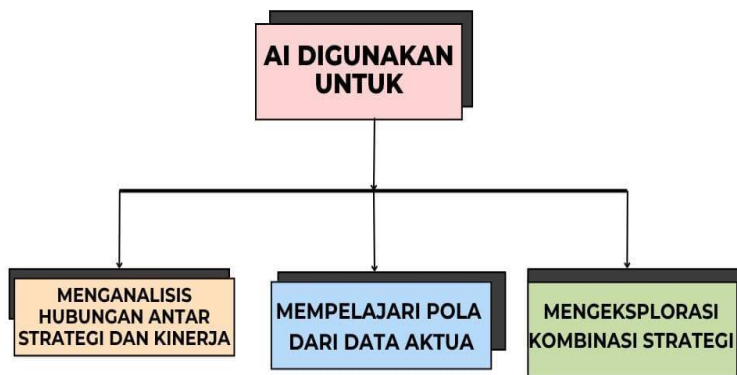 AI DIGUNAKAN
UNTUK
MENGANALISIS
HUBUNGAN ANTAR
STRATEGI DAN KINERJA
MEMPELAJARI POLA
DARI DATA AKTUA
MENGEKSPLORASI
KOMBINASI STRATEGI